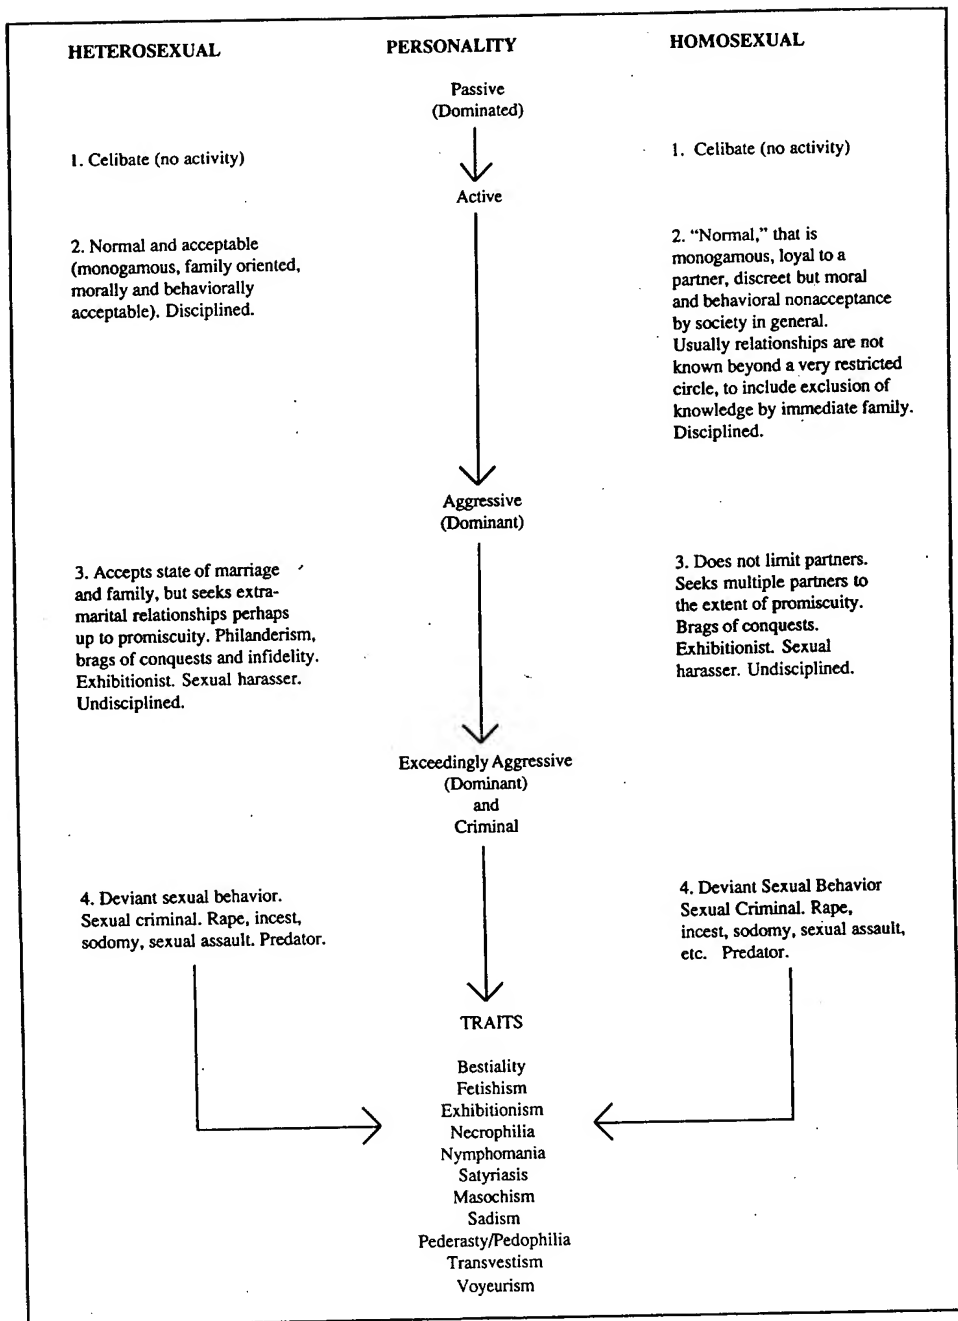 HETEROSEXUAL
PERSONALITY
HOMOSEXUAL
Passive
(Dominated)
1. Celibate (no activity)
1. Celibate (no activity)
Active
2. Normal and acceptable
(monogamous, family oriented,
morally and behaviorally
acceptable). Disciplined.
2. “Normal,” that is
monogamous, loyal to a
partner, discreet but moral
and behavioral nonacceptance
by society in general.
Usually relationships are not
known beyond a very restricted
circle, to include exclusion of
knowledge by immediate family.
Disciplined.
Aggressive
(Dominant)
3. Accepts state of marriage
and family, but seeks extra-
marital relationships perhaps
up to promiscuity. Philanderism,
brags of conquests and infidelity.
Exhibitionist. Sexual harasser.
Undisciplined.
3. Does not limit partners.
Seeks multiple partners to
the extent of promiscuity.
Brags of conquests.
Exhibitionist. Sexual
harasser. Undisciplined.
Exceedingly Aggressive
(Dominant)
and
Criminal
4. Deviant sexual behavior.
Sexual criminal. Rape, incest,
sodomy, sexual assault. Predator.
4. Deviant Sexual Behavior
Sexual Criminal. Rape,
incest, sodomy, sexual assault,
etc. Predator.
TRAITS
Bestiality
Fetishism
Exhibitionism
Necrophilia
Nymphomania
Satyriasis
Masochism
Sadism
Pederasty/Pedophilia
Transvestism
Voyeurism